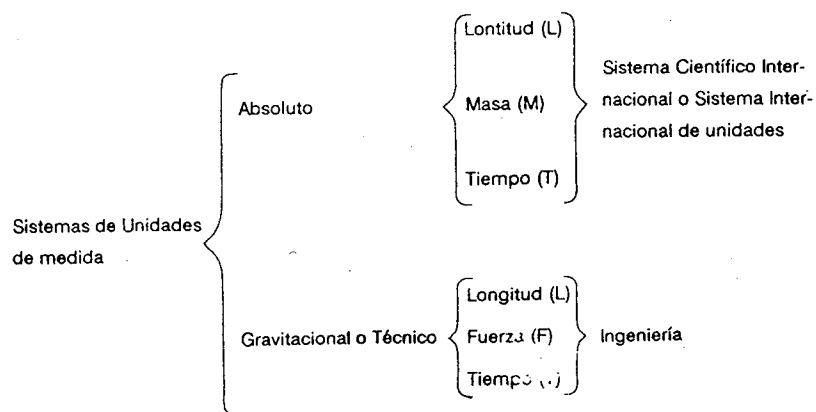 Sistemas de Unidades
de medida
Absoluto
Lontitud (L)
Masa (M)
Tiempo (T)
Sistema Científico Inter-
nacional o Sistema Inter-
nacional de unidades
Gravitacional o Técnico
Longitud (L)
Fuerza (F)
Tiempo
Ingeniería